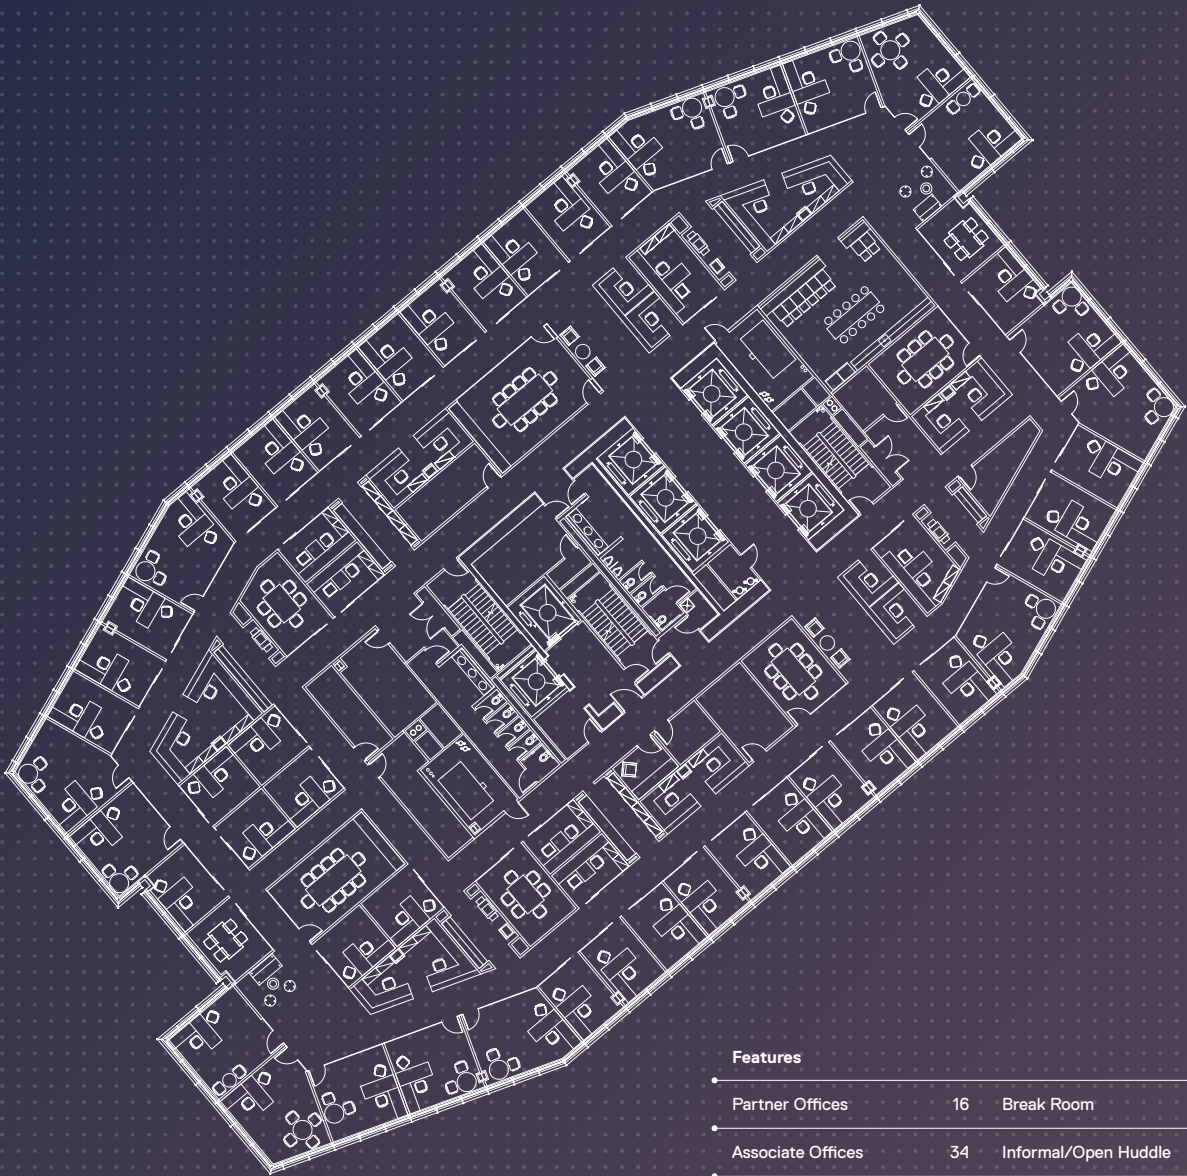 Features
Partner Offices 16 Break Room
Associate Offices 34 Informal/Open Huddle